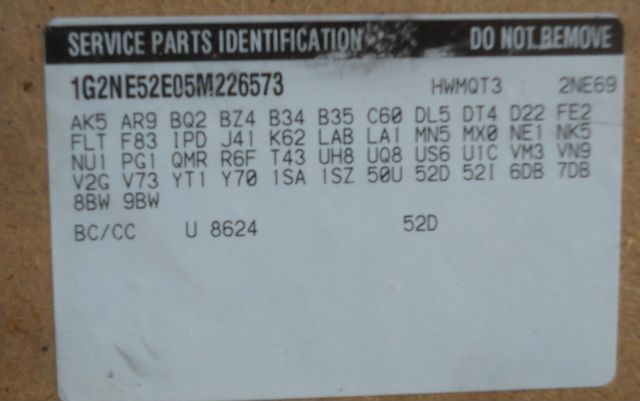 SERVICE PARTS IDENTIFICATION DO NOT REMOVE
1G2NE52E05M226573 HWMQT3 2NE69
AK5 AR9 BQ2 BZ4 B34 B35 C60 DL5 DT4 D22 FE2
FLT F83 IPD J41 K62 LAB LA1 MN5 MX0 NE1 NK5
NU1 PG1 QMR R6F T43 UH8 UQ8 US6 U1C VM3 VN9
V2G V73 YT1 Y70 1SA 1SZ 50U 52D 52I 6DB 7DB
8BW 9BW
BC/CC U 8624 52D